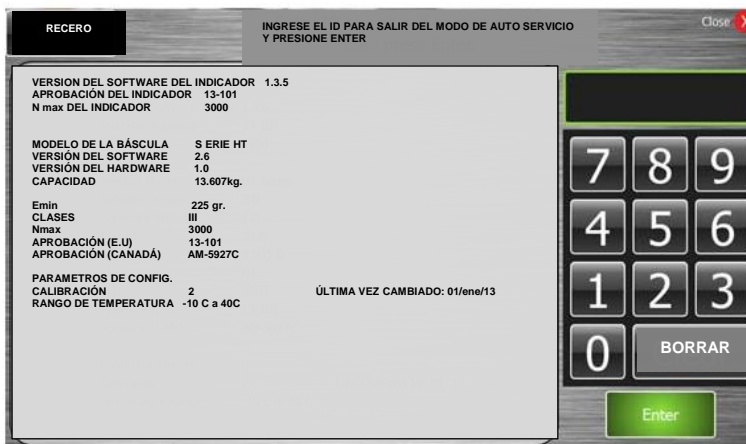 RECERO
INGRESE EL ID PARA SALIR DEL MODO DE AUTO SERVICIO
Y PRESIONE ENTER
Close X
VERSION DEL SOFTWARE DEL INDICADOR 1.3.5
APROBACIÓN DEL INDICADOR 13-101
N max DEL INDICADOR 3000
MODELO DE LA BÁSCULA S ERIE HT
VERSIÓN DEL SOFTWARE 2.6
VERSIÓN DEL HARDWARE 1.0
CAPACIDAD 13.607kg.
Emin 225 gr.
CLASES III
Nmax 3000
APROBACIÓN (E.U) 13-101
APROBACIÓN (CANADÁ) AM-5927C
PARAMETROS DE CONFIG.
CALIBRACIÓN 2 ÚLTIMA VEZ CAMBIADO: 01/ene/13
RANGO DE TEMPERATURA -10 C a 40C
7 8 9
4 5 6
1 2 3
0 BORRAR
Enter